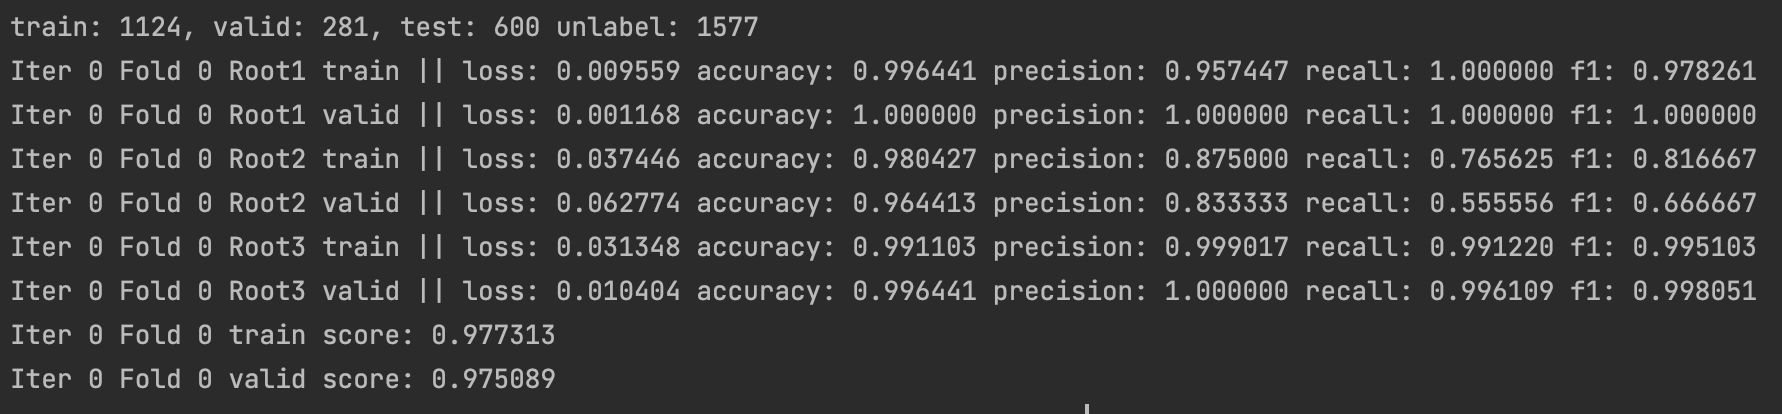 train: 1124, valid: 281, test: 600 unlabel: 1577
Iter 0 Fold 0 Root1 train || loss: 0.009559 accuracy: 0.996441 precision: 0.957447 recall: 1.000000 f1: 0.978261
Iter 0 Fold 0 Root1 valid || loss: 0.001168 accuracy: 1.000000 precision: 1.000000 recall: 1.000000 f1: 1.000000
Iter 0 Fold 0 Root2 train || loss: 0.037446 accuracy: 0.980427 precision: 0.875000 recall: 0.765625 f1: 0.816667
Iter 0 Fold 0 Root2 valid || loss: 0.062774 accuracy: 0.964413 precision: 0.833333 recall: 0.555556 f1: 0.666667
Iter 0 Fold 0 Root3 train || loss: 0.031348 accuracy: 0.991103 precision: 0.999017 recall: 0.991220 f1: 0.995103
Iter 0 Fold 0 Root3 valid || loss: 0.010404 accuracy: 0.996441 precision: 1.000000 recall: 0.996109 f1: 0.998051
Iter 0 Fold 0 train score: 0.977313
Iter 0 Fold 0 valid score: 0.975089